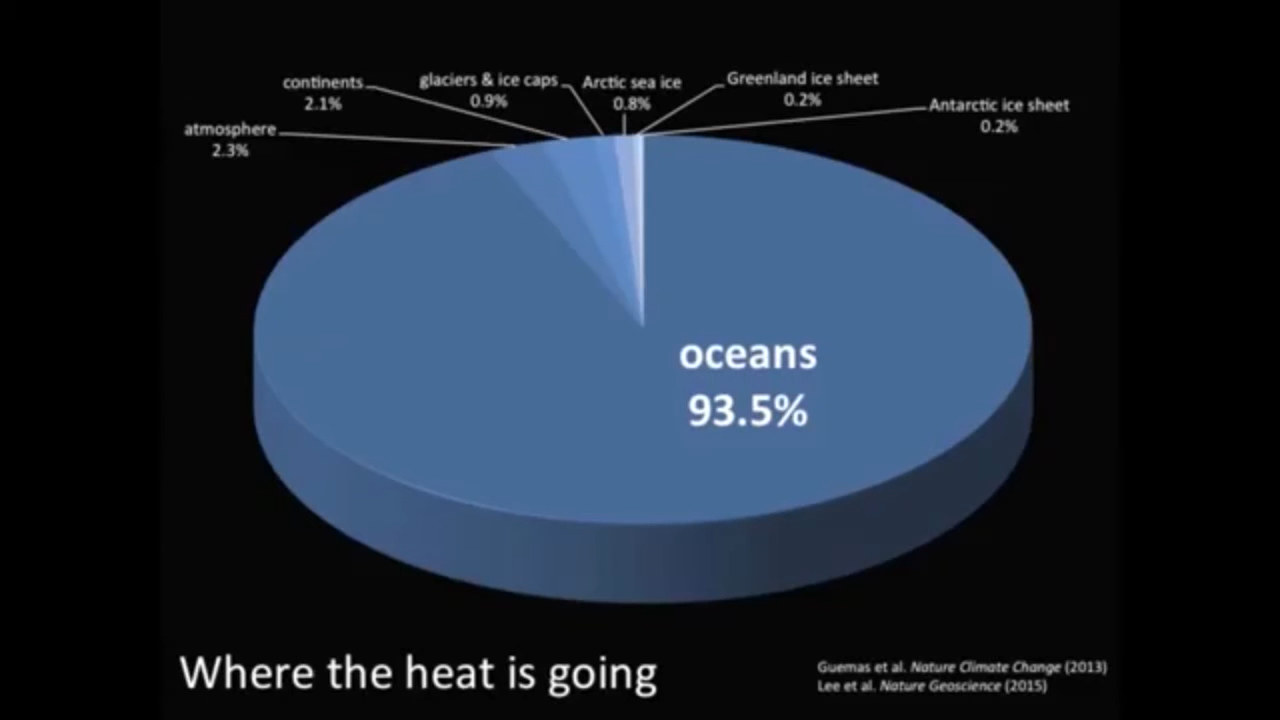 continents
2.1%
glaciers & ice caps
0.9%
Arctic sea ice
0.8%
Greenland ice sheet
0.2%
Antarctic ice sheet
0.2%
atmosphere
2.3%
oceans
93.5%
Where the heat is going
Guemas et al. Nature Climate Change (2013)
Lee et al. Nature Geoscience (2015)